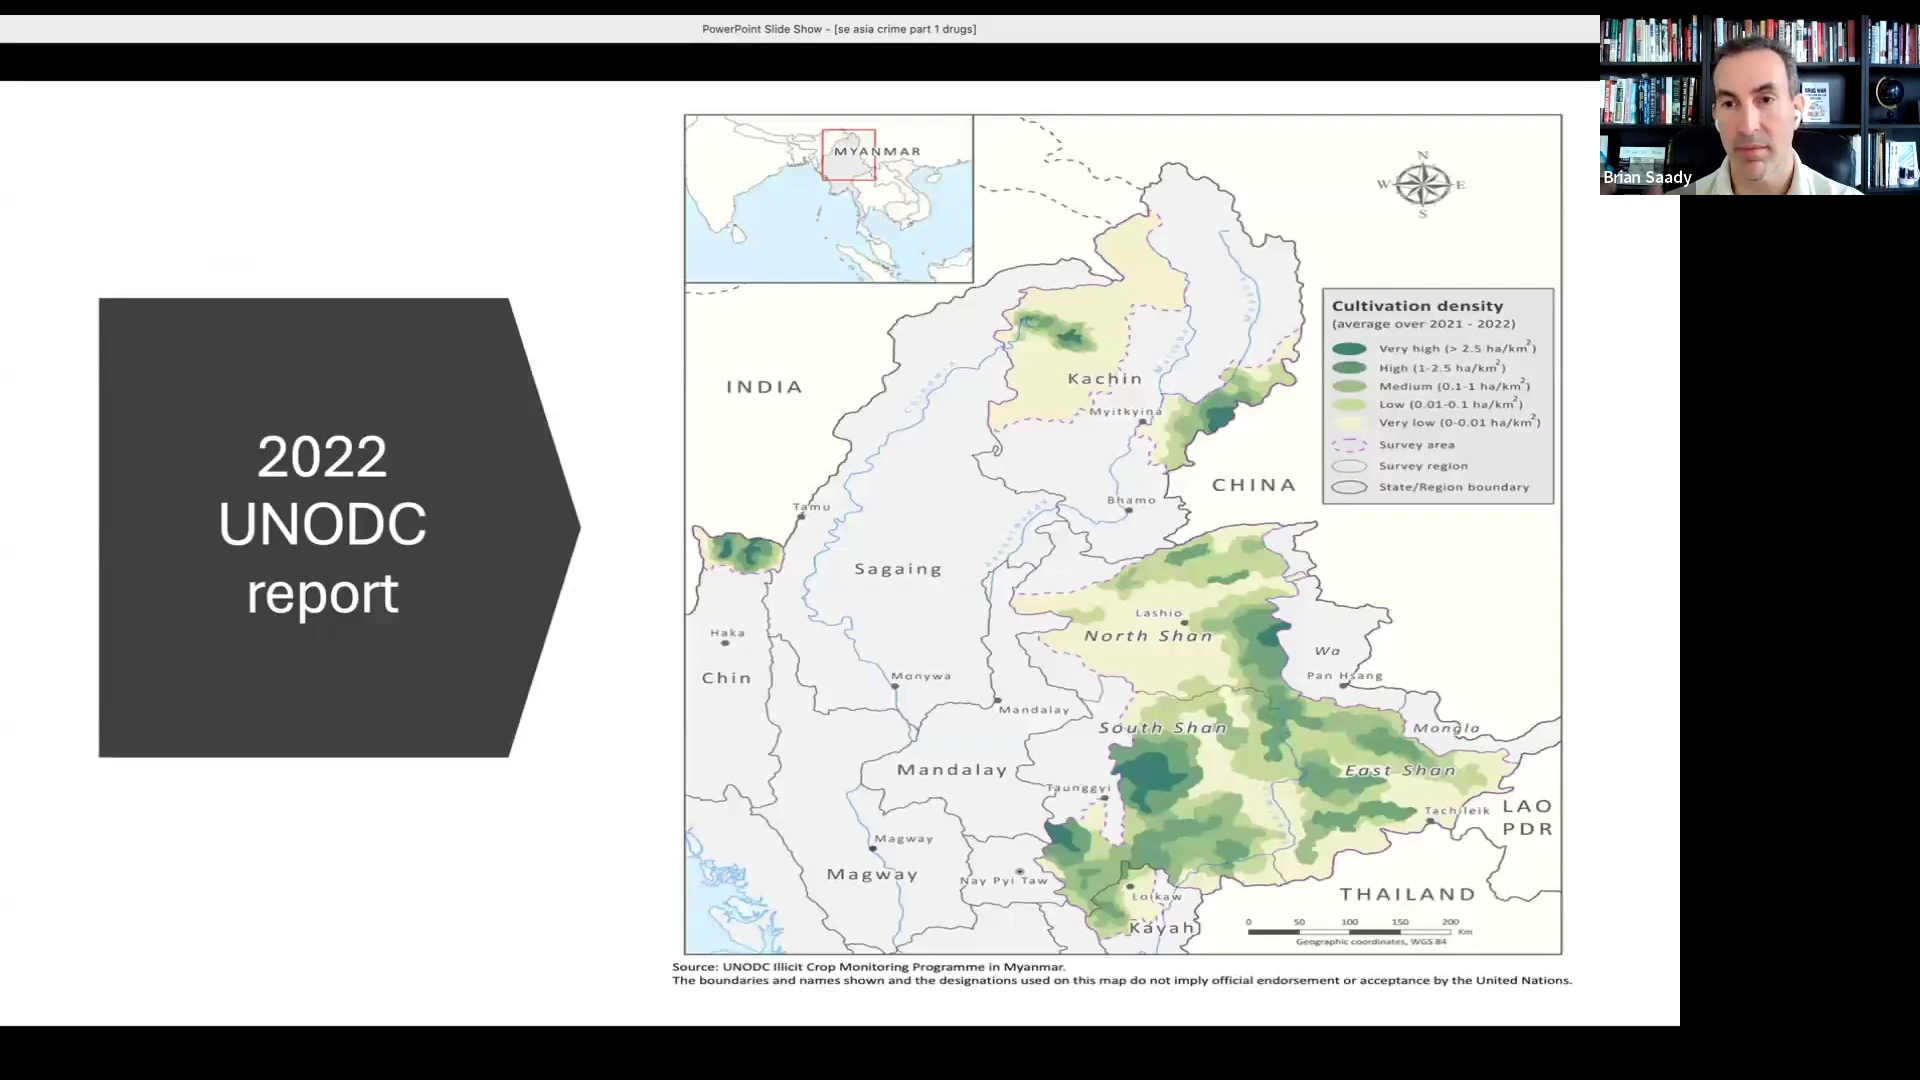 PowerPoint Slide Show - [se asia crime part 1 drugs]
Brian Saady
DRUG WAR
2022
UNODC
report
MYANMAR
N
W E
S
Cultivation density
(average over 2021 - 2022)
Very high (> 2.5 ha/km²)
High (1-2.5 ha/km²)
Medium (0.1-1 ha/km²)
Low (0.01-0.1 ha/km²)
Very low (0-0.01 ha/km²)
Survey area
Survey region
State/Region boundary
INDIA
Kachin
Myitkyina
CHINA
Bhamo
Tamu
Sagaing
Lashio
North Shan
Haka
Wa
Chin
Monywa
Pan Hsang
Mandalay
South Shan
Mongla
Mandalay
East Shan
Taunggyi
Tachileik
LAO
PDR
Magway
Magway
Nay Pyi Taw
Loikaw
THAILAND
Kayah
0 50 100 150 200
Km
Geographic coordinates, WGS 84
Source: UNODC Illicit Crop Monitoring Programme in Myanmar.
The boundaries and names shown and the designations used on this map do not imply official endorsement or acceptance by the United Nations.